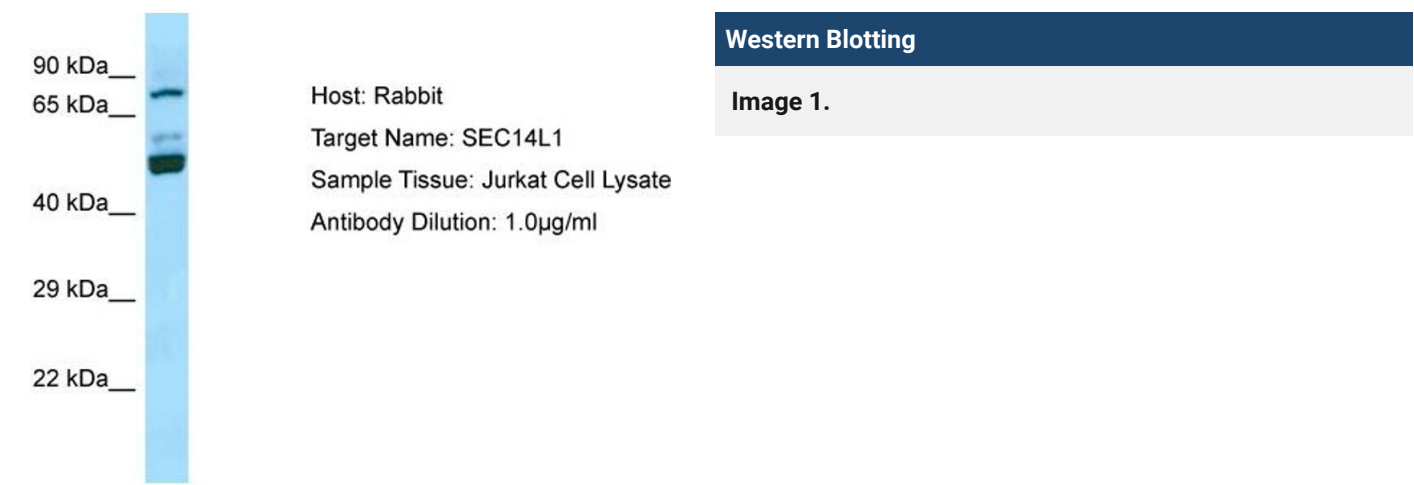 90 kDa__
65 kDa__
40 kDa__
29 kDa__
22 kDa__
Host: Rabbit
Target Name: SEC14L1
Sample Tissue: Jurkat Cell Lysate
Antibody Dilution: 1.0µg/ml
Western Blotting
Image 1.